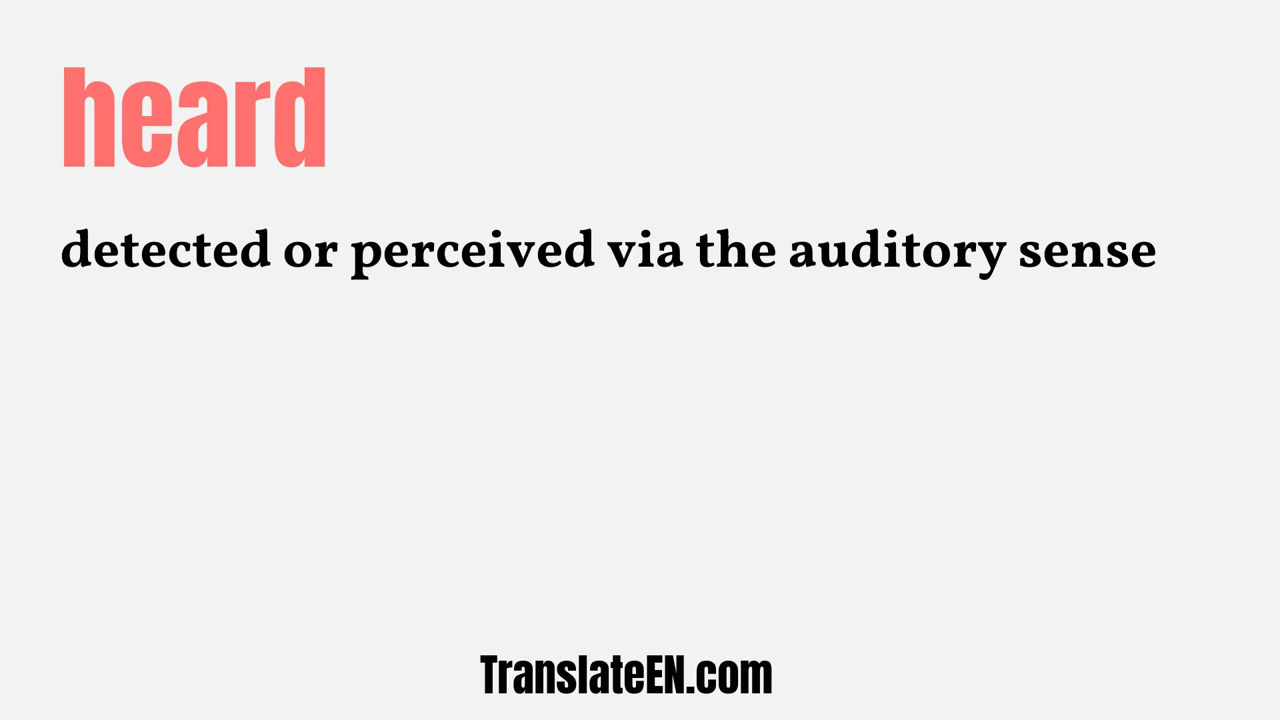 heard
detected or perceived via the auditory sense
TranslateEN.com